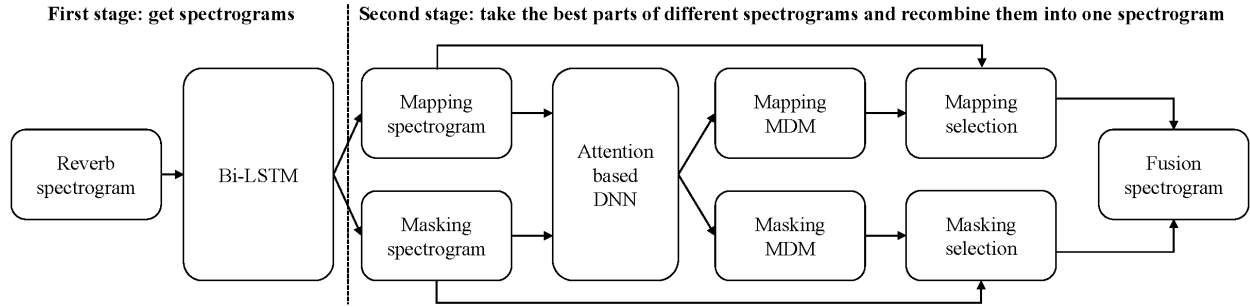 First stage: get spectrograms
Second stage: take the best parts of different spectrograms and recombine them into one spectrogram
Reverb
spectrogram
Bi-LSTM
Mapping
spectrogram
Masking
spectrogram
Attention
based
DNN
Mapping
MDM
Masking
MDM
Mapping
selection
Masking
selection
Fusion
spectrogram